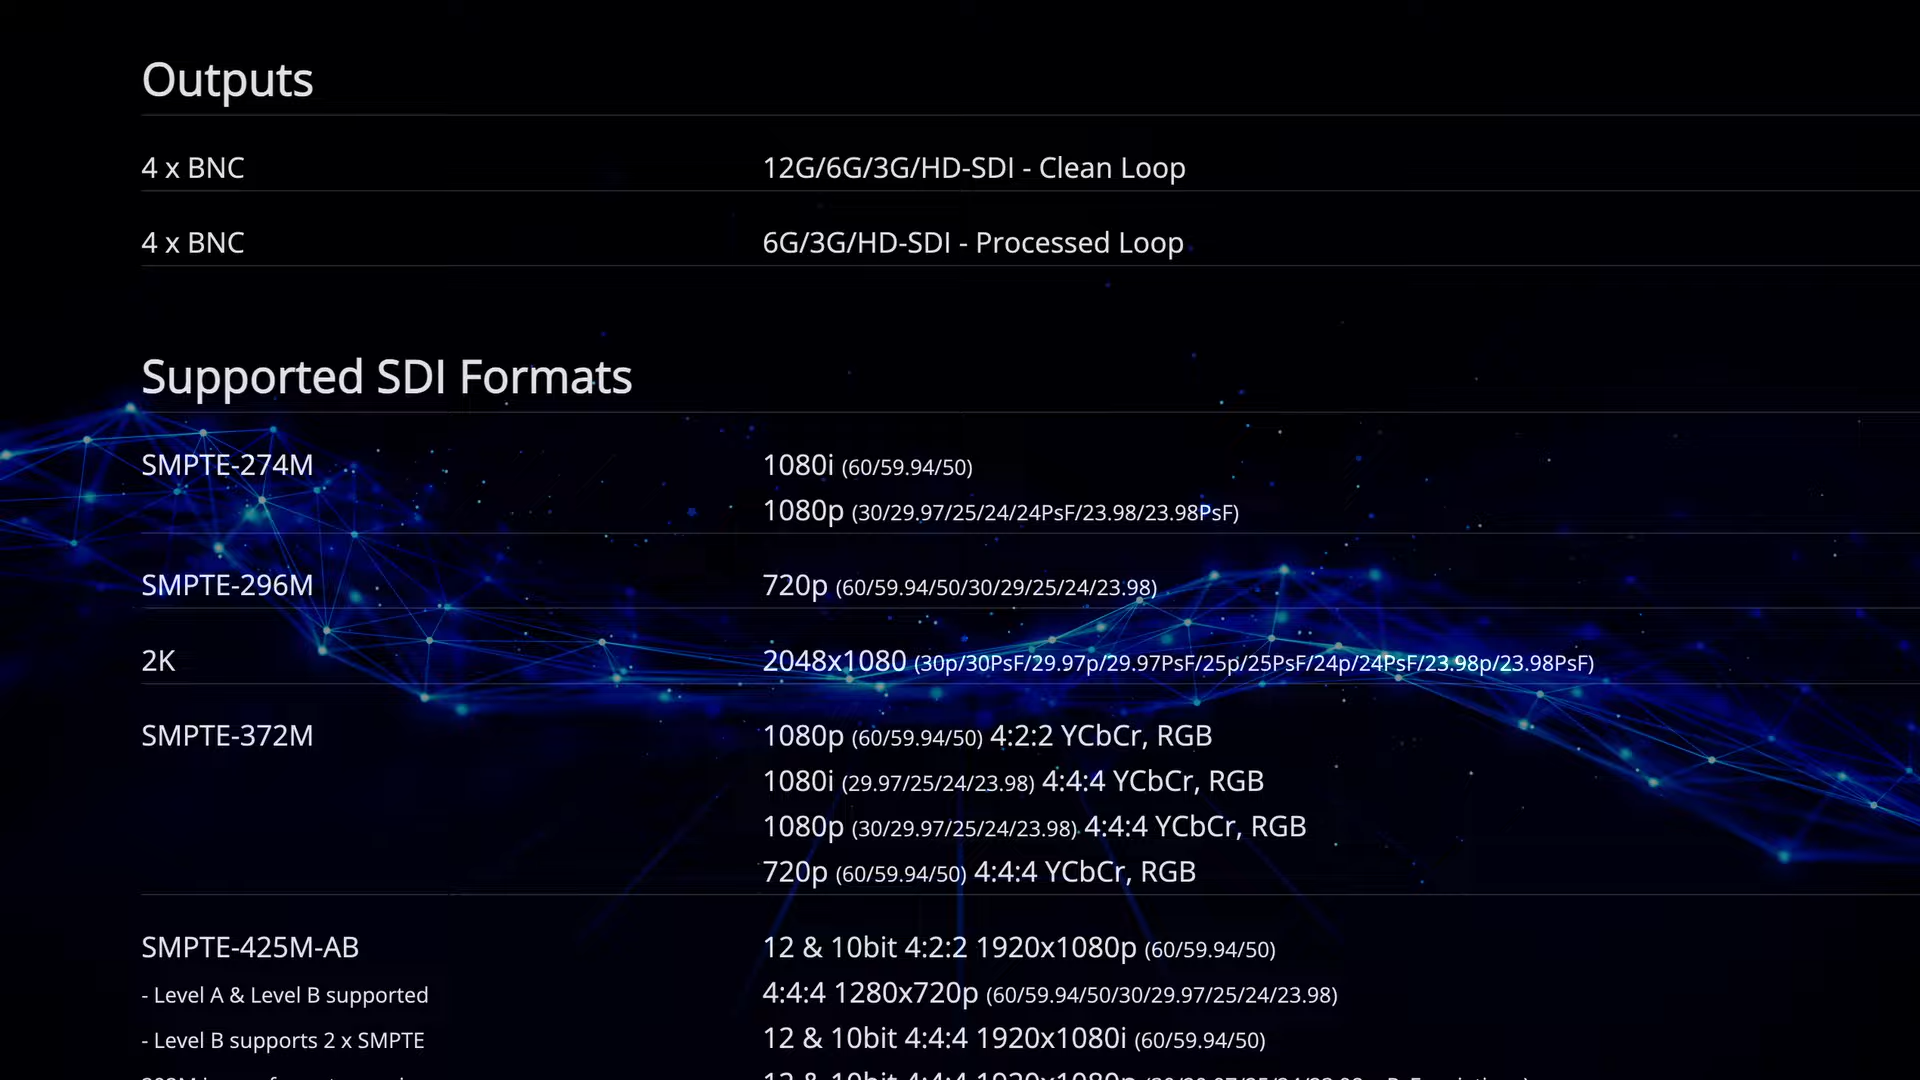 Outputs
4 x BNC 12G/6G/3G/HD-SDI - Clean Loop
4 x BNC 6G/3G/HD-SDI - Processed Loop
Supported SDI Formats
SMPTE-274M 1080i (60/59.94/50)
1080p (30/29.97/25/24/24PsF/23.98/23.98PsF)
SMPTE-296M 720p (60/59.94/50/30/29/25/24/23.98)
2K 2048x1080 (30p/30PsF/29.97p/29.97PsF/25p/25PsF/24p/24PsF/23.98p/23.98PsF)
SMPTE-372M 1080p (60/59.94/50) 4:2:2 YCbCr, RGB
1080i (29.97/25/24/23.98) 4:4:4 YCbCr, RGB
1080p (30/29.97/25/24/23.98) 4:4:4 YCbCr, RGB
720p (60/59.94/50) 4:4:4 YCbCr, RGB
SMPTE-425M-AB 12 & 10bit 4:2:2 1920x1080p (60/59.94/50)
- Level A & Level B supported 4:4:4 1280x720p (60/59.94/50/30/29.97/25/24/23.98)
- Level B supports 2 x SMPTE 12 & 10bit 4:4:4 1920x1080i (60/59.94/50)